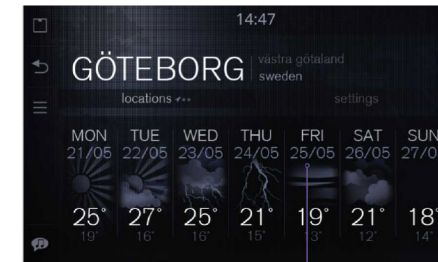 14:47
GÖTEBORG
västra götaland
sweden
locations
settings
MON TUE WED THU FRI SAT SUN
21/05 22/05 23/05 24/05 25/05 26/05 27/0
25° 27° 25° 21° 19° 21° 18°
19° 16° 16° 15° 13° 12° 14°